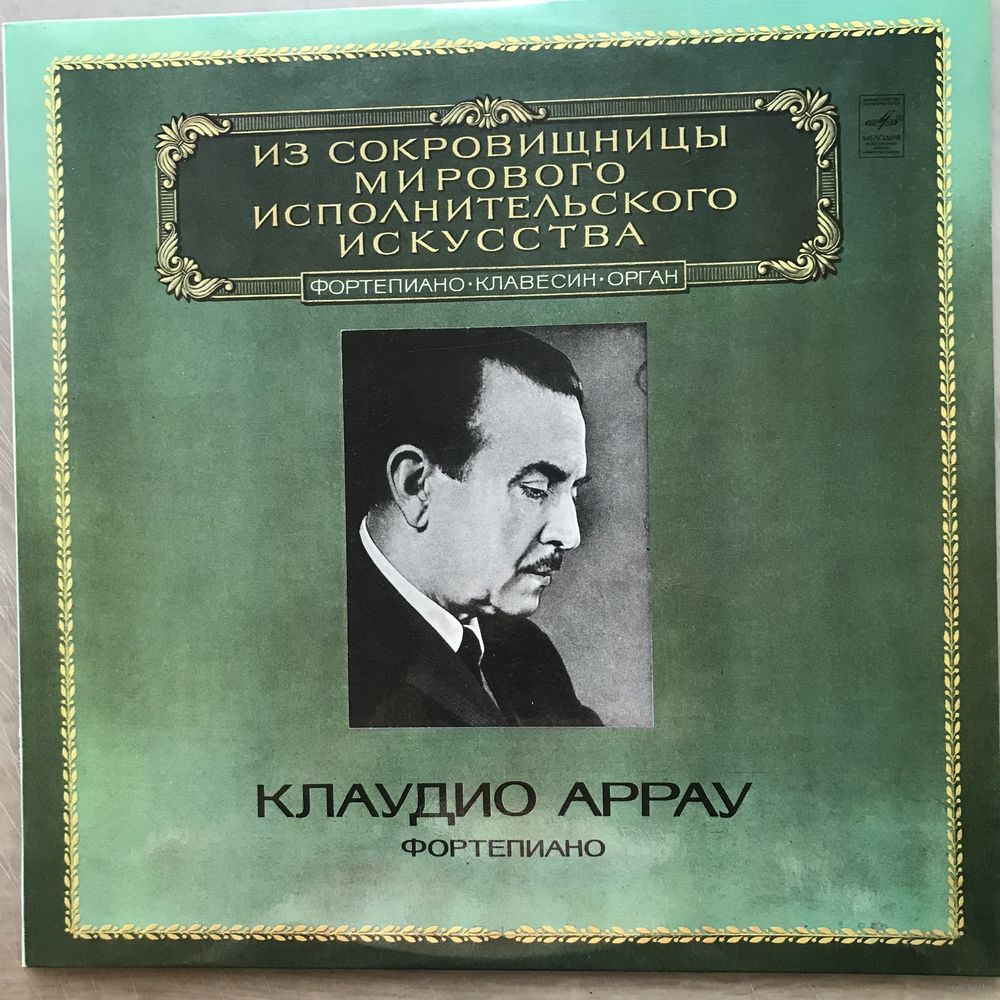 ИЗ СОКРОВИЩНИЦЫ
МИРОВОГО
ИСПОЛНИТЕЛЬСКОГО
ИСКУССТВА
ФОРТЕПИАНО·КЛАВЕСИН·ОРГАН
МЕЛОДИЯ
КЛАУДИО АРРАУ
ФОРТЕПИАНО